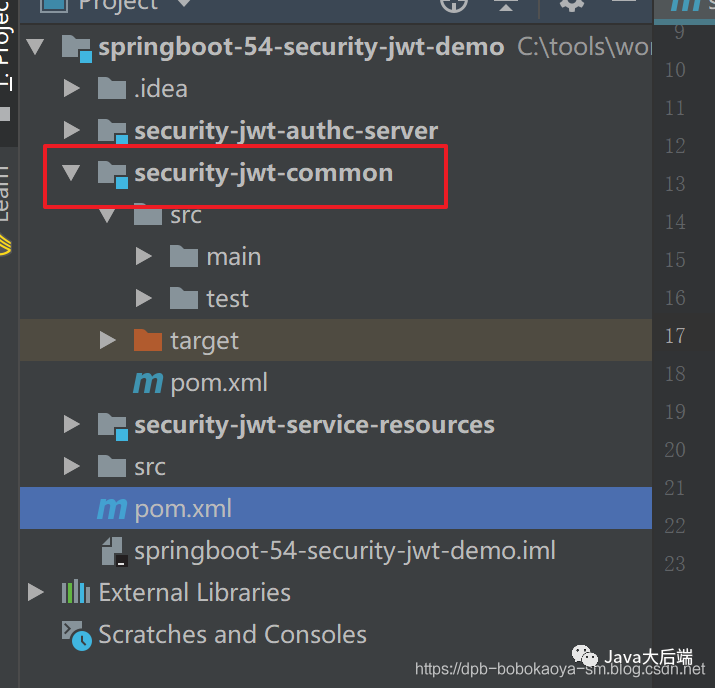 Project
springboot-54-security-jwt-demo C:\tools\wo
.idea
security-jwt-authc-server
security-jwt-common
src
main
test
target
pom.xml
security-jwt-service-resources
src
pom.xml
springboot-54-security-jwt-demo.iml
External Libraries
Scratches and Consoles
1: Project
Learn
9
10
11
12
13
14
15
16
17
18
19
20
21
22
23
Java大后端
https://dpb-bobokaoya-sm.blog.csdn.net